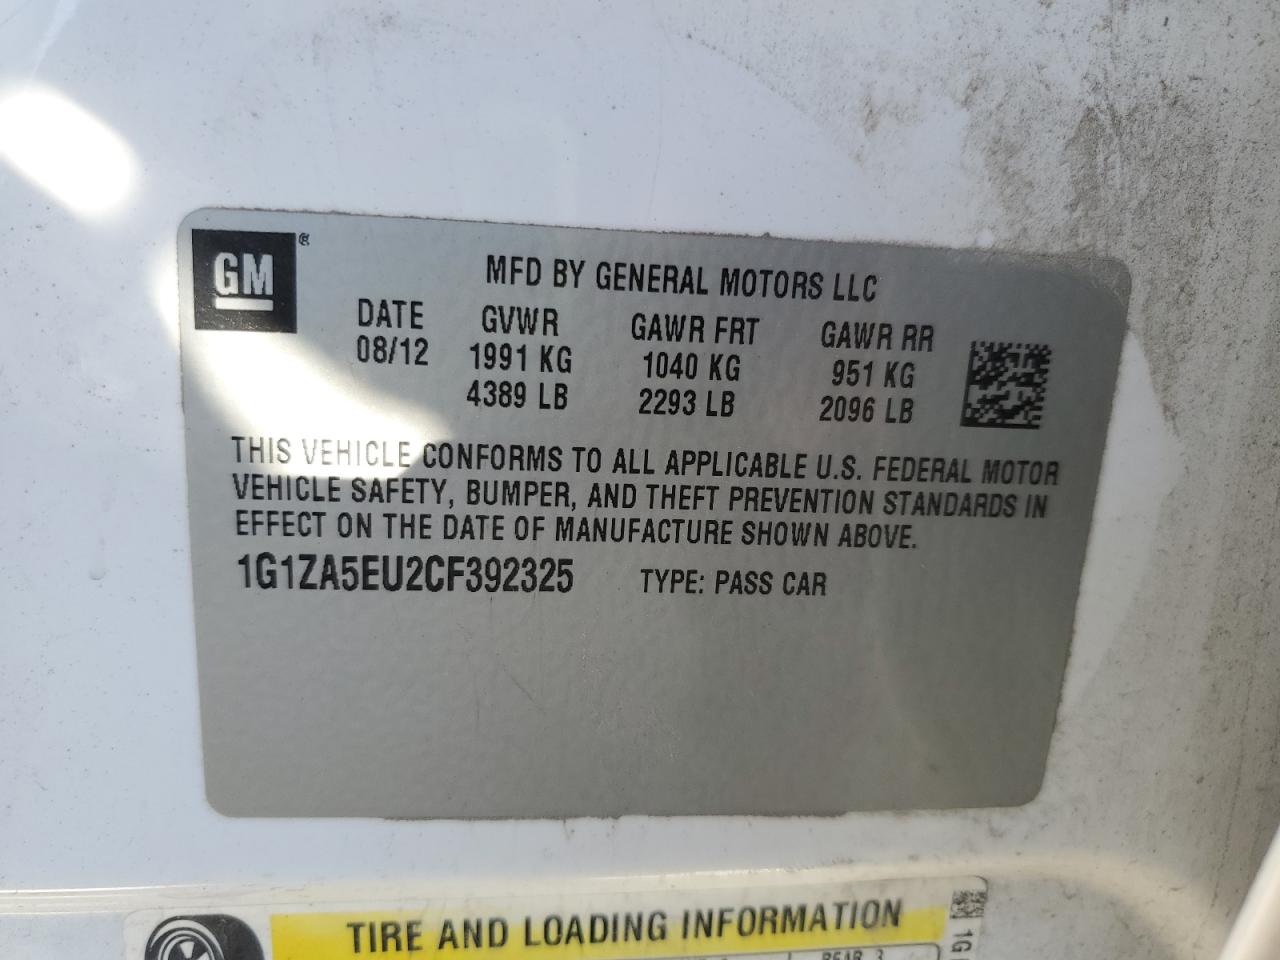 GM®
MFD BY GENERAL MOTORS LLC
DATE GVWR GAWR FRT GAWR RR
08/12 1991 KG 1040 KG 951 KG
4389 LB 2293 LB 2096 LB
THIS VEHICLE CONFORMS TO ALL APPLICABLE U.S. FEDERAL MOTOR
VEHICLE SAFETY, BUMPER, AND THEFT PREVENTION STANDARDS IN
EFFECT ON THE DATE OF MANUFACTURE SHOWN ABOVE.
1G1ZA5EU2CF392325 TYPE: PASS CAR
TIRE AND LOADING INFORMATION
REAR 3